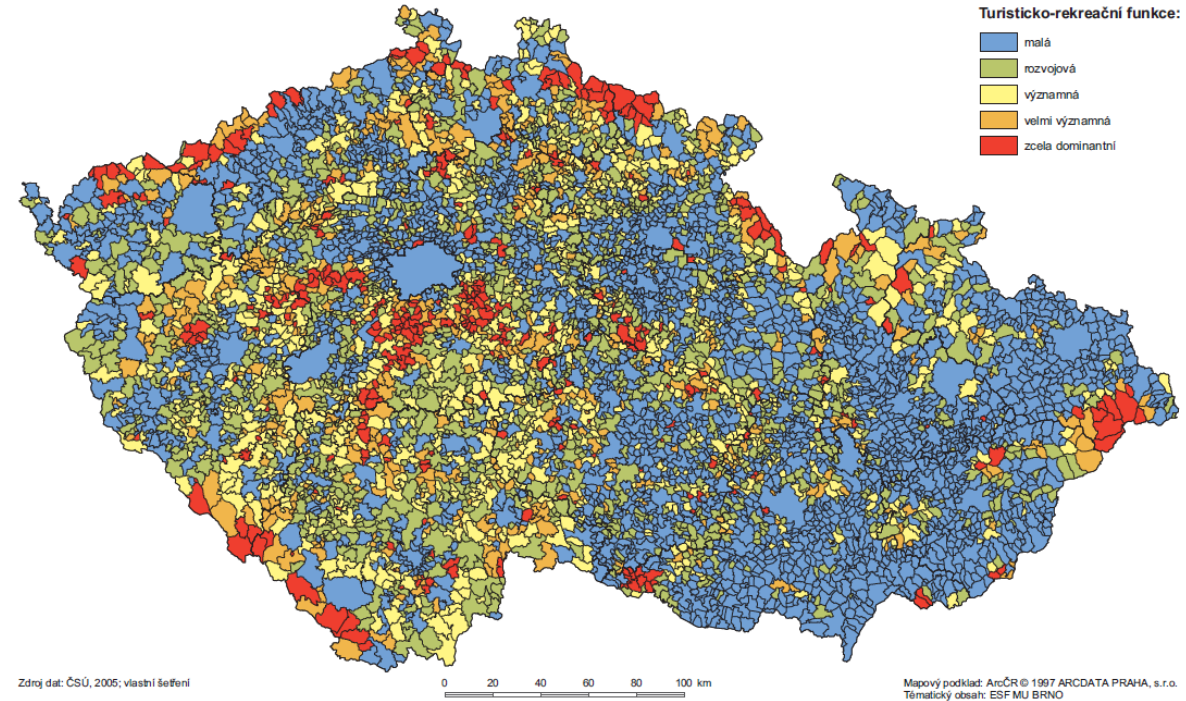 Turisticko-rekreační funkce:
malá
rozvojová
významná
velmi významná
zcela dominantní
Zdroj dat: ČSÚ, 2005; vlastní šetření
0 20 40 60 80 100 km
Mapový podklad: ArcČR © 1997 ARCDATA PRAHA, s.r.o.
Tématický obsah: ESF MU BRNO